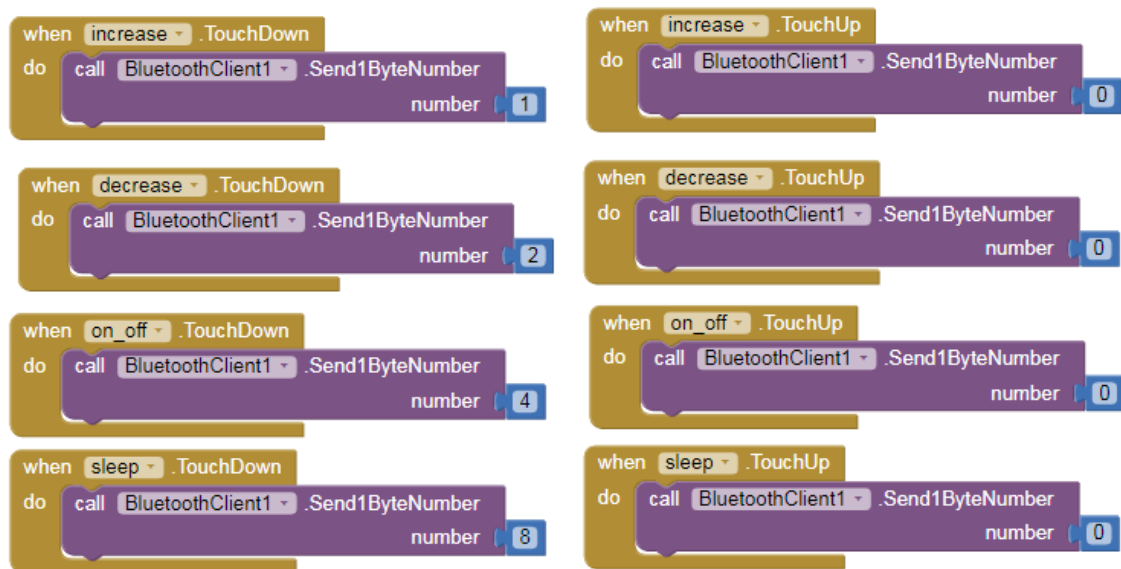 when increase .TouchDown
do call BluetoothClient1 .Send1ByteNumber
number 1
when increase .TouchUp
do call BluetoothClient1 .Send1ByteNumber
number 0
when decrease .TouchDown
do call BluetoothClient1 .Send1ByteNumber
number 2
when decrease .TouchUp
do call BluetoothClient1 .Send1ByteNumber
number 0
when on_off .TouchDown
do call BluetoothClient1 .Send1ByteNumber
number 4
when on_off .TouchUp
do call BluetoothClient1 .Send1ByteNumber
number 0
when sleep .TouchDown
do call BluetoothClient1 .Send1ByteNumber
number 8
when sleep .TouchUp
do call BluetoothClient1 .Send1ByteNumber
number 0